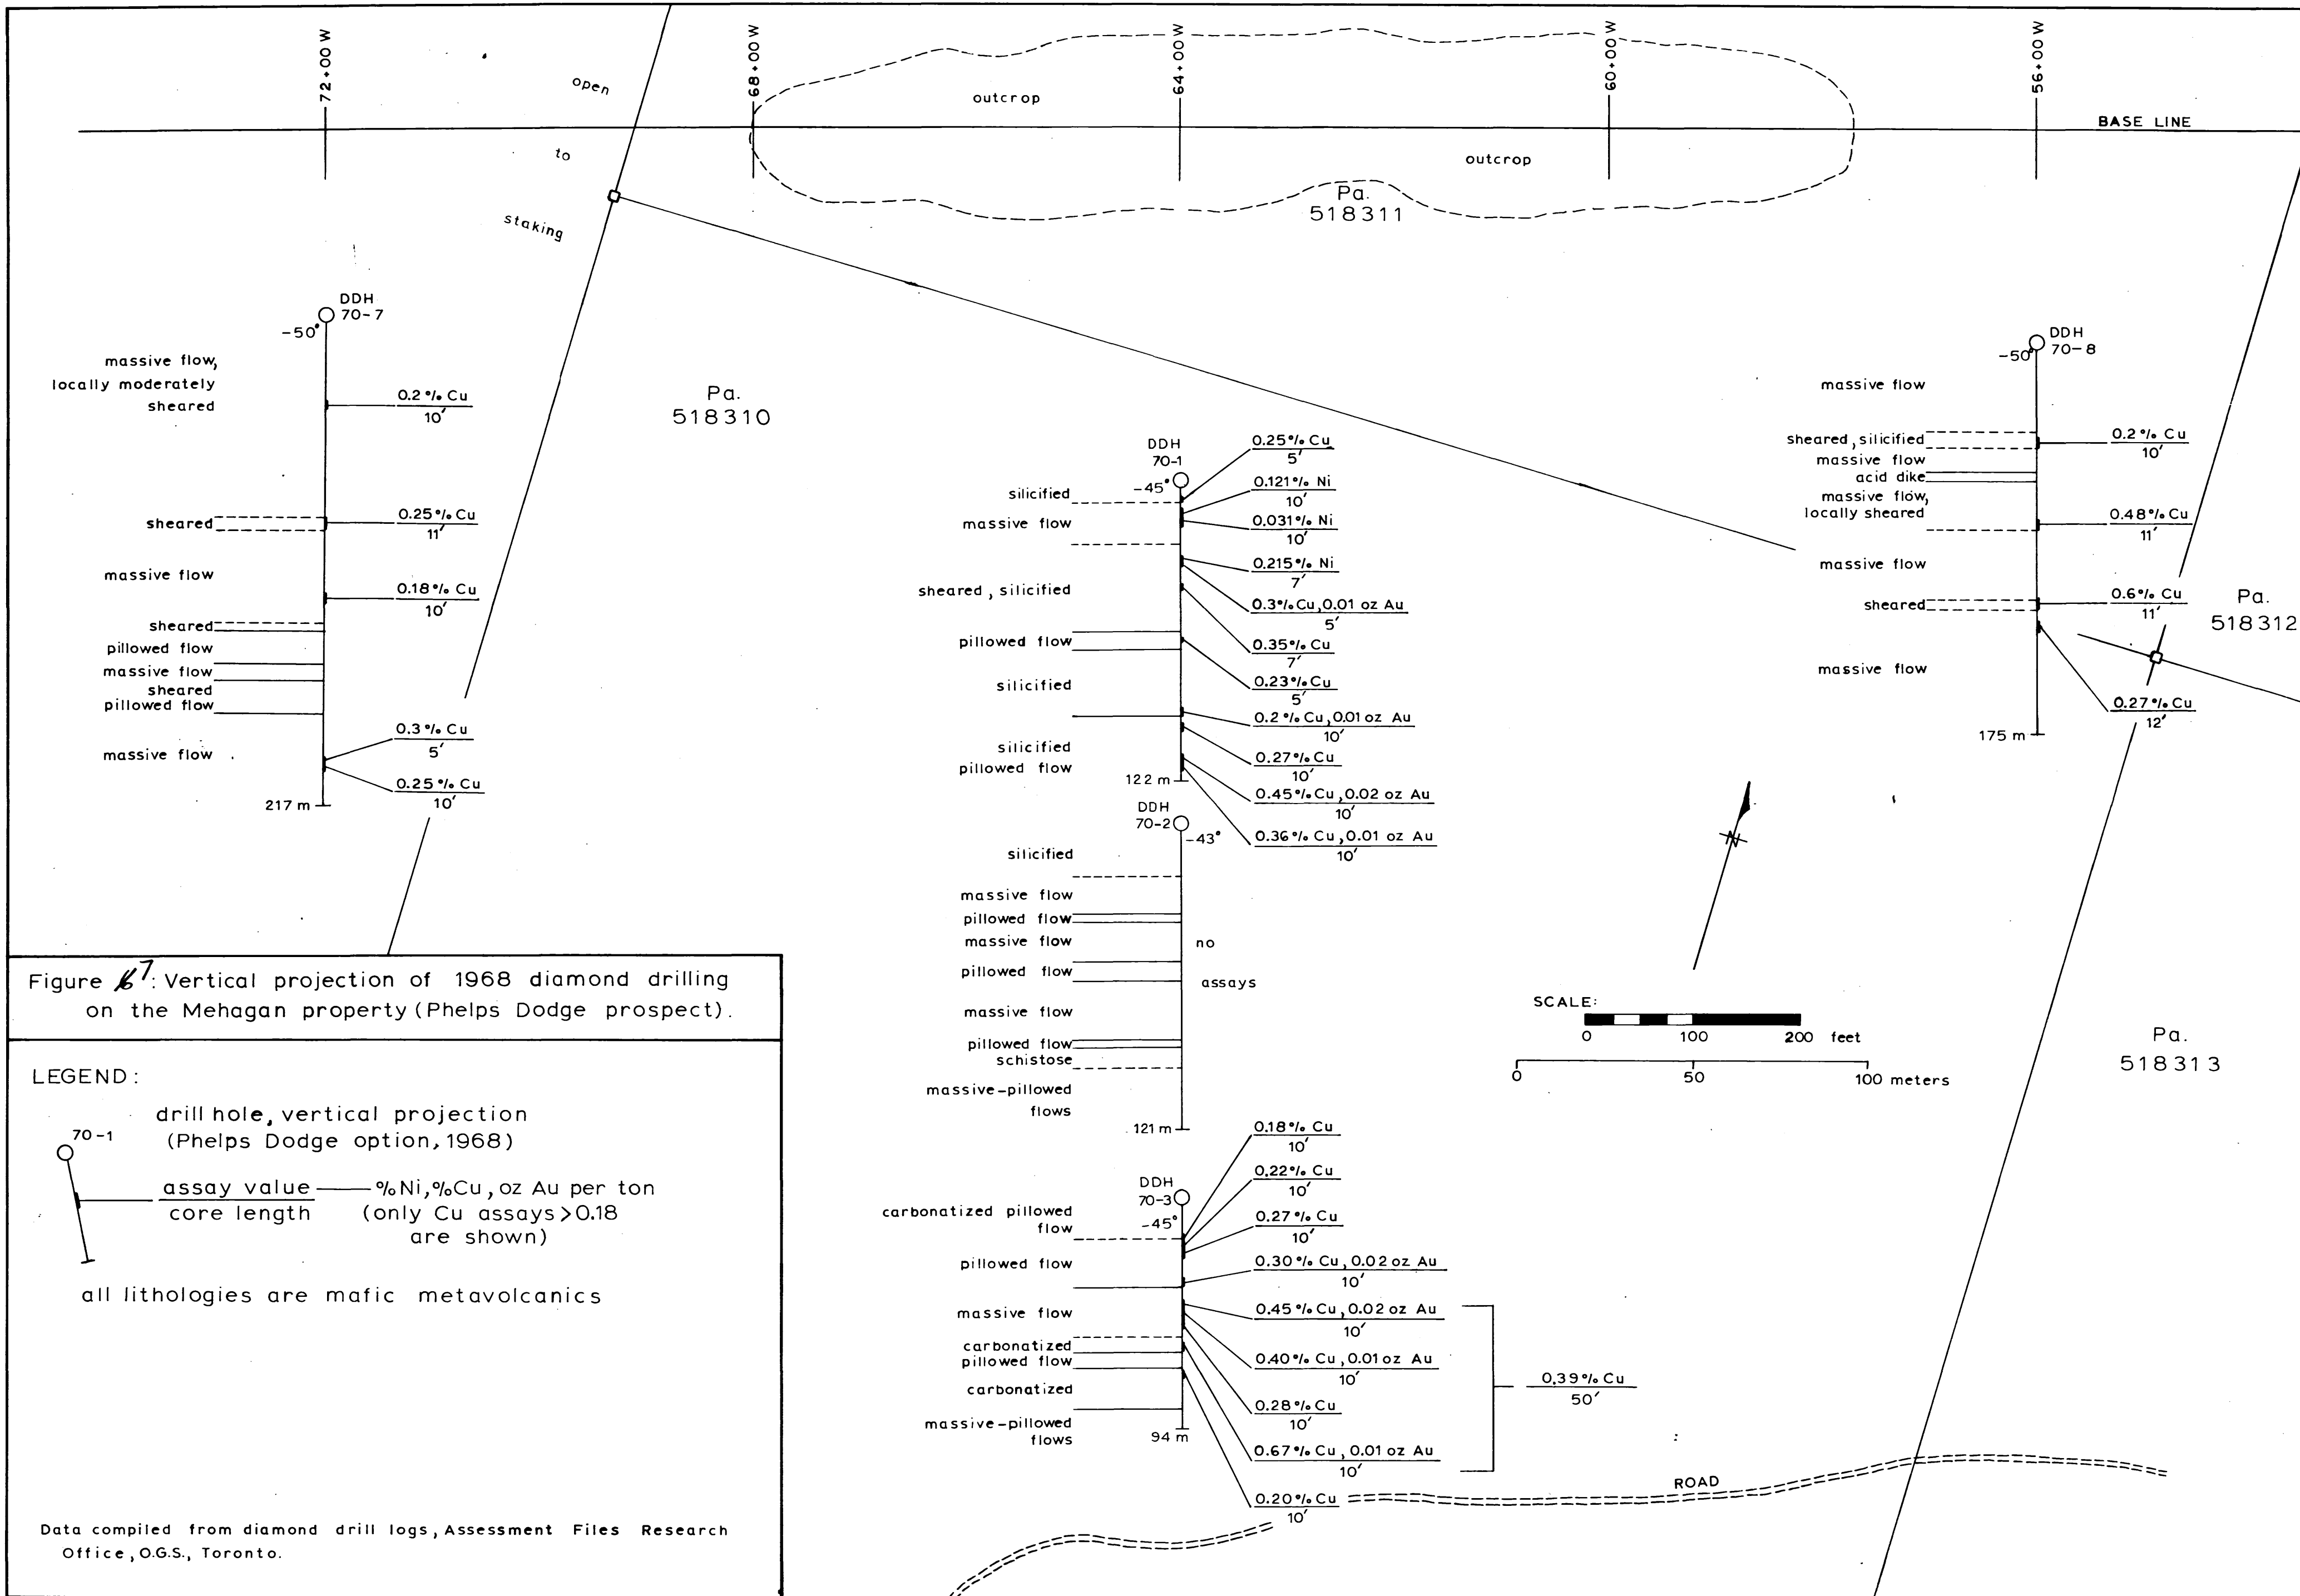 72+00W
68+00W
64+00W
60+00W
56+00W
open
to
staking
outcrop
outcrop
BASE LINE
Pa.
518311
DDH
70-7
-50°
massive flow,
locally moderately
sheared
0.2% Cu
10'
sheared
0.25% Cu
11'
massive flow
0.18% Cu
10'
sheared
pillowed flow
massive flow
sheared
pillowed flow
massive flow
0.3% Cu
5'
0.25% Cu
10'
217 m
Pa.
518310
DDH
70-1
-45°
silicified
massive flow
sheared, silicified
pillowed flow
silicified
silicified
pillowed flow
122 m
0.25% Cu
5'
0.121% Ni
10'
0.031% Ni
10'
0.215% Ni
7'
0.3% Cu, 0.01 oz Au
5'
0.35% Cu
7'
0.23% Cu
5'
0.2% Cu, 0.01 oz Au
10'
0.27% Cu
10'
0.45% Cu, 0.02 oz Au
10'
0.36% Cu, 0.01 oz Au
10'
DDH
70-2
-43°
silicified
massive flow
pillowed flow
massive flow
pillowed flow
massive flow
pillowed flow
schistose
massive-pillowed
flows
121 m
no
assays
DDH
70-3
-45°
carbonatized pillowed
flow
pillowed flow
massive flow
carbonatized
pillowed flow
carbonatized
massive-pillowed
flows
94 m
0.18% Cu
10'
0.22% Cu
10'
0.27% Cu
10'
0.30% Cu, 0.02 oz Au
10'
0.45% Cu, 0.02 oz Au
10'
0.40% Cu, 0.01 oz Au
10'
0.28% Cu
10'
0.67% Cu, 0.01 oz Au
10'
0.20% Cu
10'
0.39% Cu
50'
DDH
70-8
-50°
massive flow
sheared, silicified
massive flow
acid dike
massive flow,
locally sheared
massive flow
sheared
massive flow
175 m
0.2% Cu
10'
0.48% Cu
11'
0.6% Cu
11'
0.27% Cu
12'
Pa.
518312
Pa.
518313
N
SCALE:
0 100 200 feet
0 50 100 meters
ROAD
Figure 7: Vertical projection of 1968 diamond drilling
on the Mehagan property (Phelps Dodge prospect).
LEGEND:
70-1
drill hole, vertical projection
(Phelps Dodge option, 1968)
assay value — %Ni, %Cu, oz Au per ton
core length (only Cu assays >0.18
are shown)
all lithologies are mafic metavolcanics
Data compiled from diamond drill logs, Assessment Files Research
Office, O.G.S., Toronto.